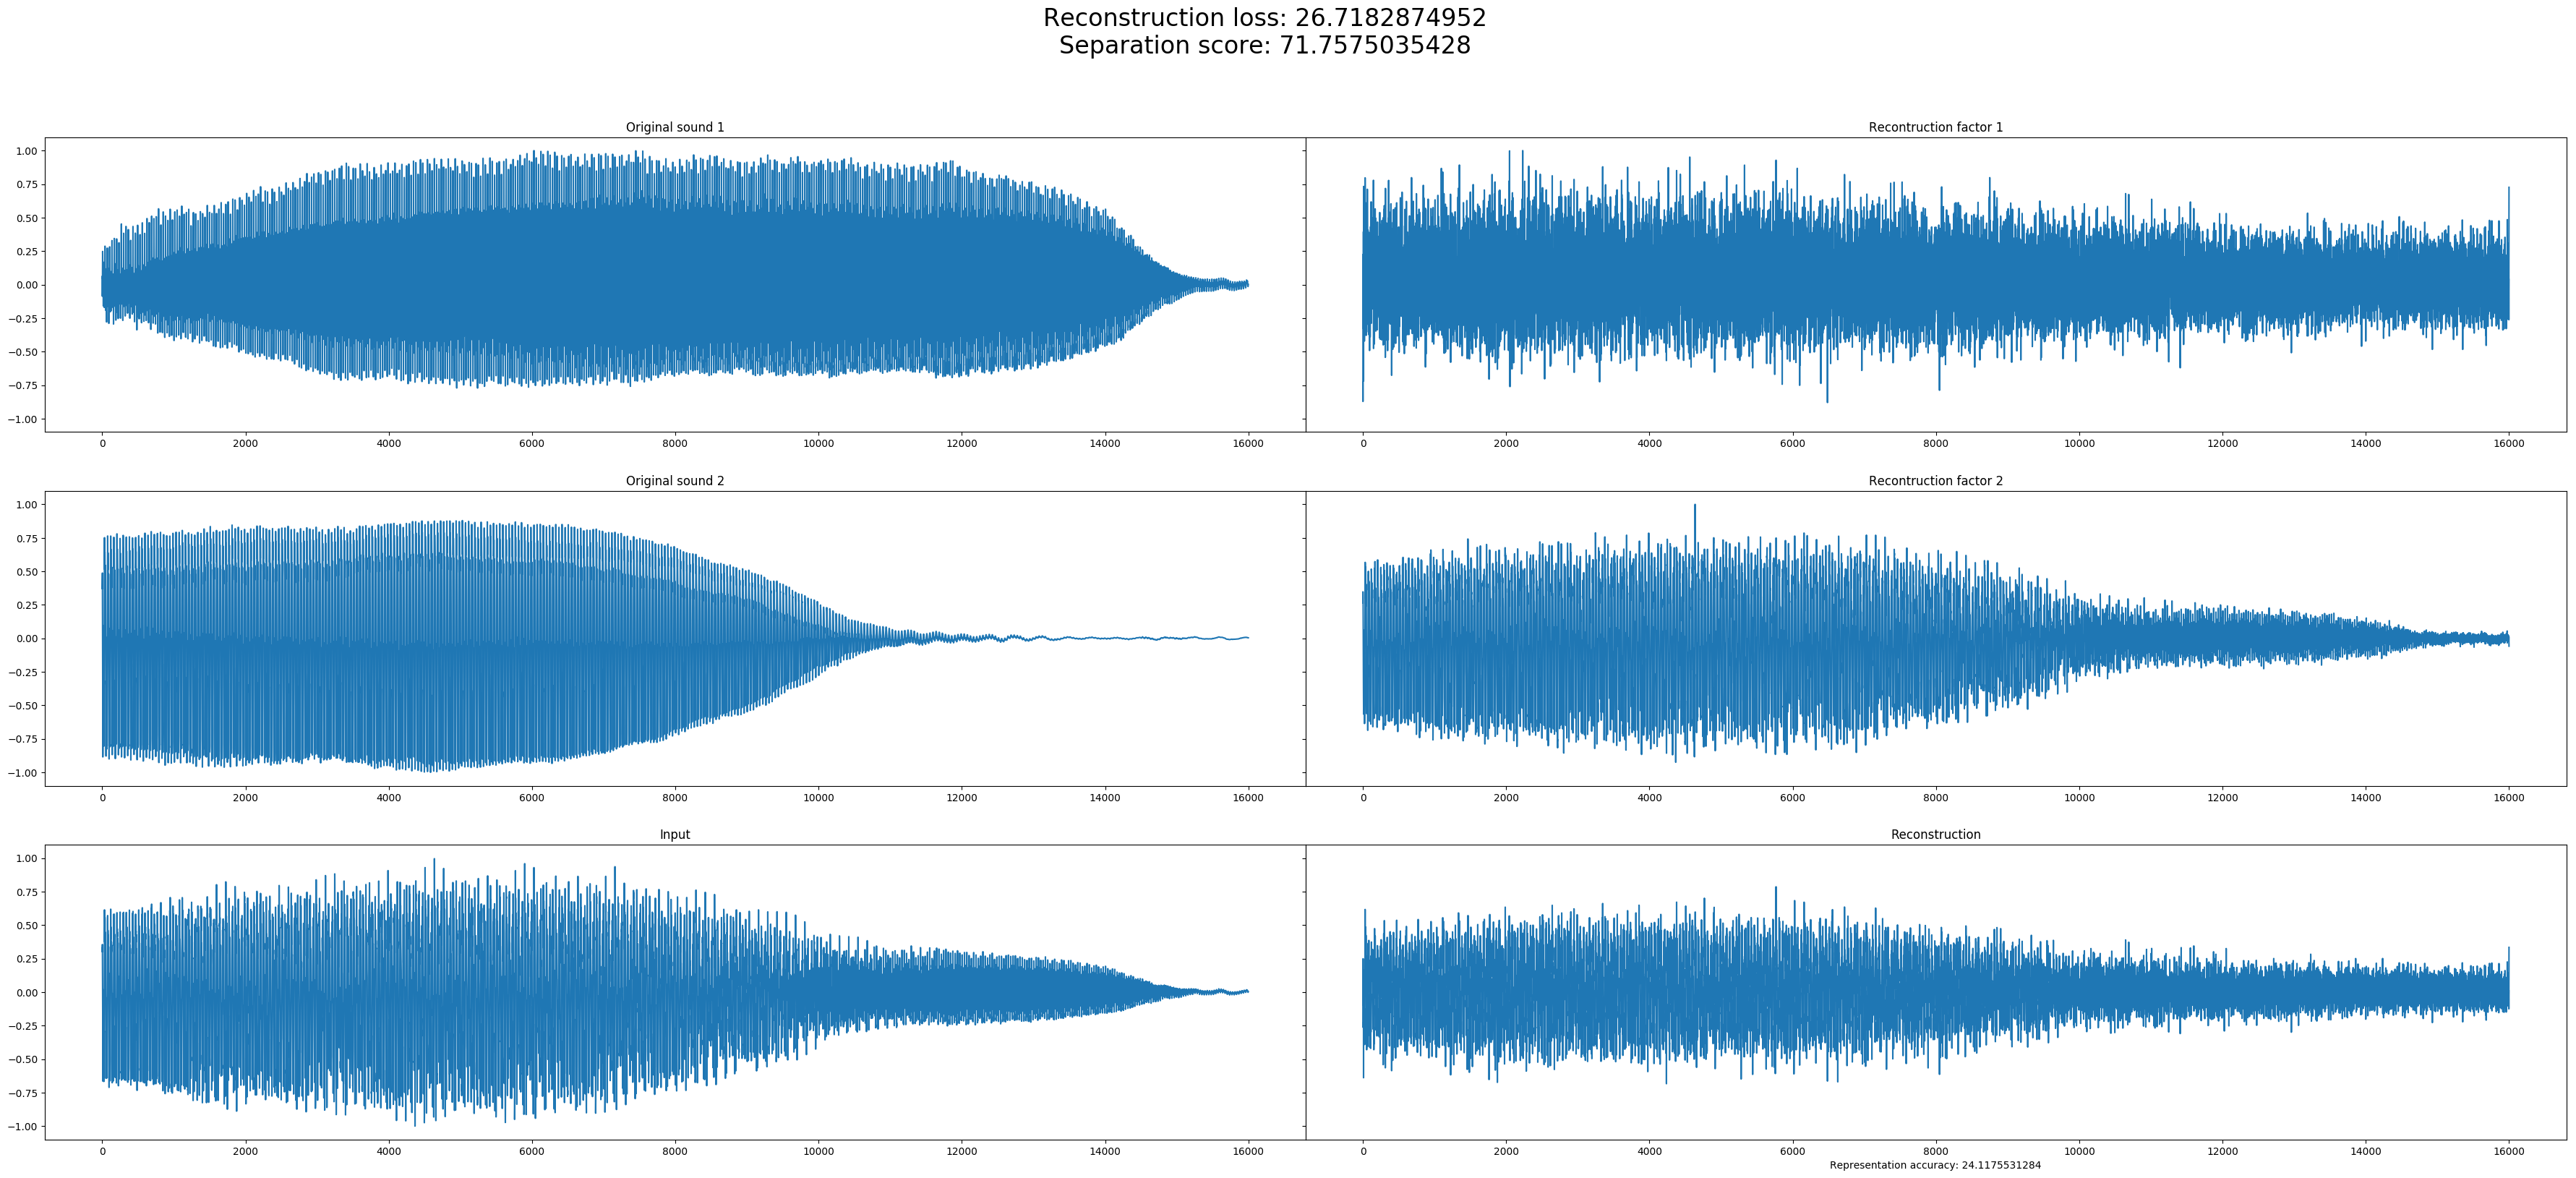 Reconstruction loss: 26.7182874952
Separation score: 71.7575035428
Original sound 1
Recontruction factor 1
1.00
0.75
0.50
0.25
0.00
−0.25
−0.50
−0.75
−1.00
0 2000 4000 6000 8000 10000 12000 14000 16000
0 2000 4000 6000 8000 10000 12000 14000 16000
Original sound 2
Recontruction factor 2
1.00
0.75
0.50
0.25
0.00
−0.25
−0.50
−0.75
−1.00
0 2000 4000 6000 8000 10000 12000 14000 16000
0 2000 4000 6000 8000 10000 12000 14000 16000
Input
Reconstruction
1.00
0.75
0.50
0.25
0.00
−0.25
−0.50
−0.75
−1.00
0 2000 4000 6000 8000 10000 12000 14000 16000
0 2000 4000 6000 8000 10000 12000 14000 16000
Representation accuracy: 24.1175531284